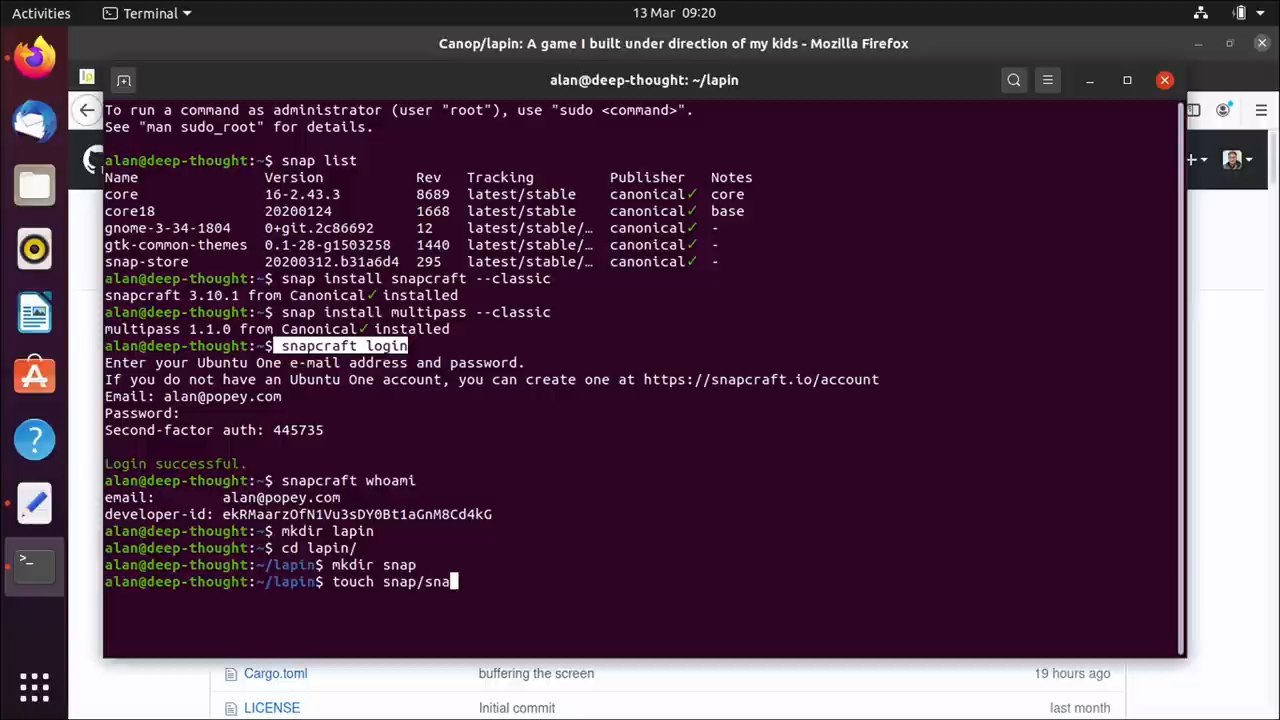 Activities
Terminal
13 Mar 09:20
Canop/lapin: A game I built under direction of my kids - Mozilla Firefox
alan@deep-thought: ~/lapin
To run a command as administrator (user "root"), use "sudo <command>".
See "man sudo_root" for details.
alan@deep-thought:~$ snap list
Name Version Rev Tracking Publisher Notes
core 16-2.43.3 8689 latest/stable canonical✓ core
core18 20200124 1668 latest/stable canonical✓ base
gnome-3-34-1804 0+git.2c86692 12 latest/stable/… canonical✓ -
gtk-common-themes 0.1-28-g1503258 1440 latest/stable/… canonical✓ -
snap-store 20200312.b31a6d4 295 latest/stable/… canonical✓ -
alan@deep-thought:~$ snap install snapcraft --classic
snapcraft 3.10.1 from Canonical✓ installed
alan@deep-thought:~$ snap install multipass --classic
multipass 1.1.0 from Canonical✓ installed
alan@deep-thought:~$ snapcraft login
Enter your Ubuntu One e-mail address and password.
If you do not have an Ubuntu One account, you can create one at https://snapcraft.io/account
Email: alan@popey.com
Password:
Second-factor auth: 445735
Login successful.
alan@deep-thought:~$ snapcraft whoami
email: alan@popey.com
developer-id: ekRMaarzOfN1Vu3sDY0Bt1aGnM8Cd4kG
alan@deep-thought:~$ mkdir lapin
alan@deep-thought:~$ cd lapin/
alan@deep-thought:~/lapin$ mkdir snap
alan@deep-thought:~/lapin$ touch snap/sna
Cargo.toml buffering the screen 19 hours ago
LICENSE Initial commit last month